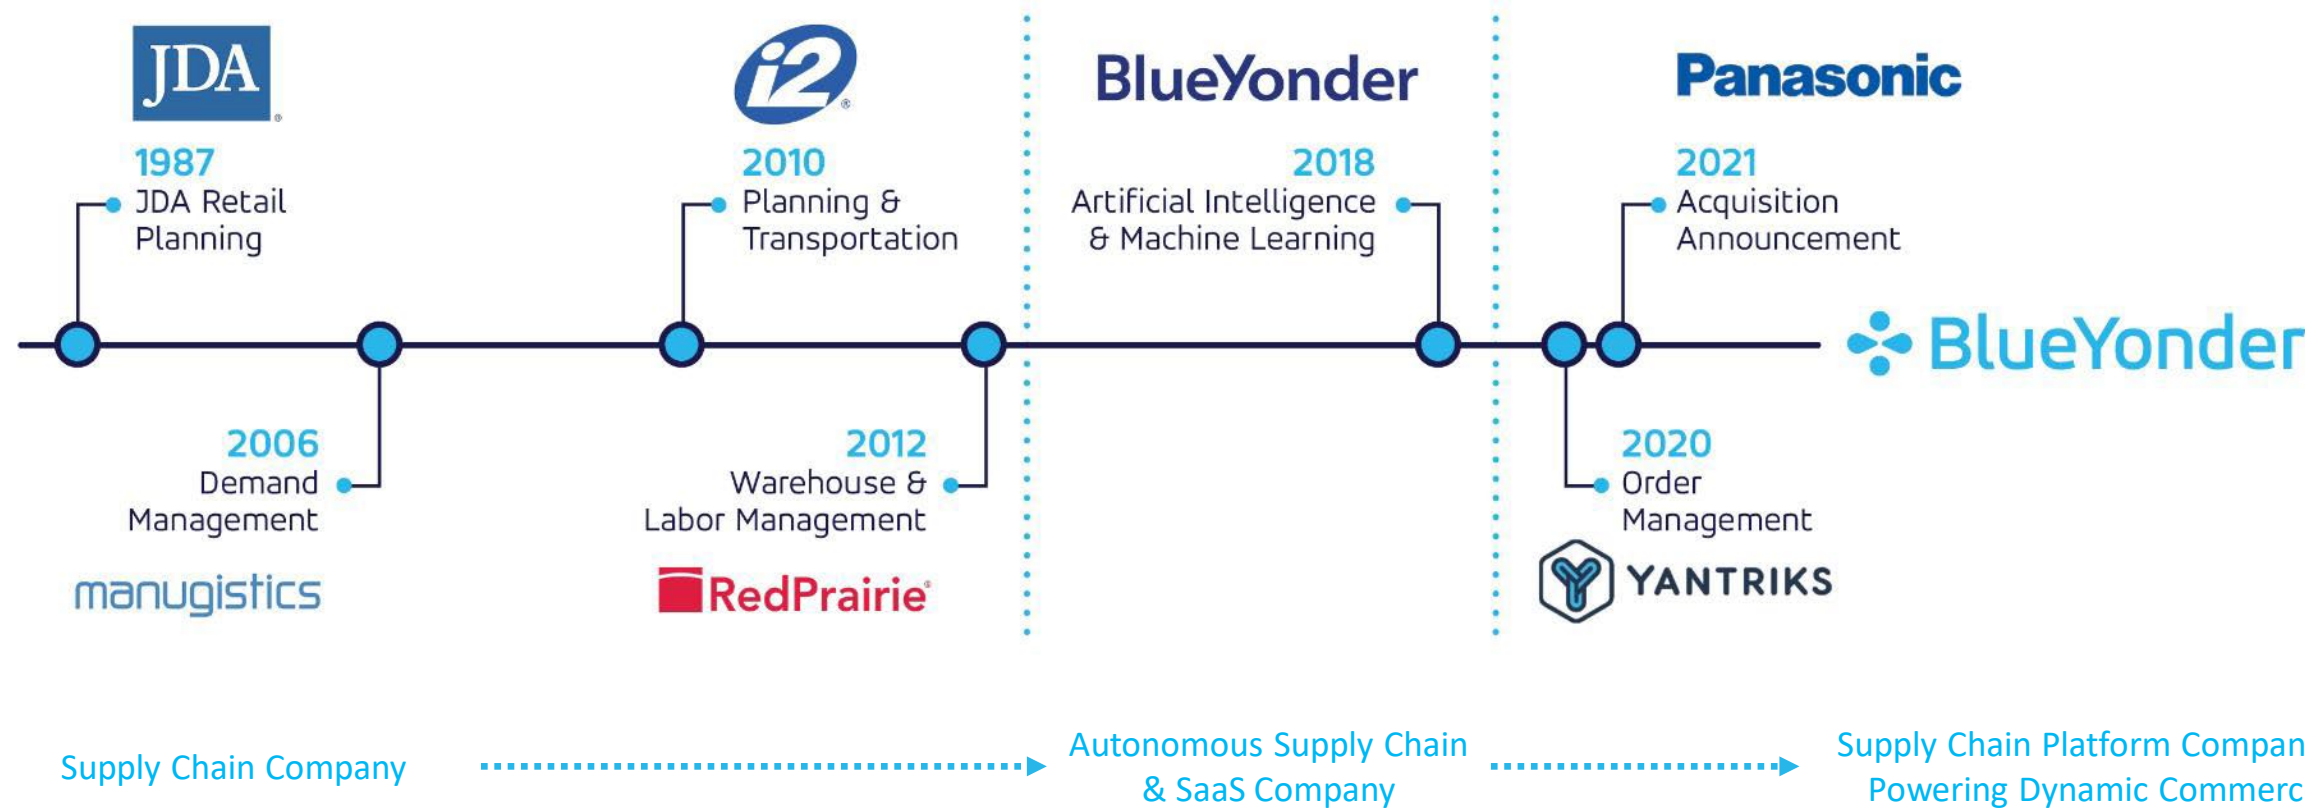 JDA
®
1987
JDA Retail
Planning
i2
®
2010
Planning &
Transportation
BlueYonder
2018
Artificial Intelligence
& Machine Learning
Panasonic
2021
Acquisition
Announcement
BlueYonder
2006
Demand
Management
manugistics
2012
Warehouse &
Labor Management
RedPrairie®
2020
Order
Management
YANTRIKS
Supply Chain Company
Autonomous Supply Chain
& SaaS Company
Supply Chain Platform Compan
Powering Dynamic Commerc